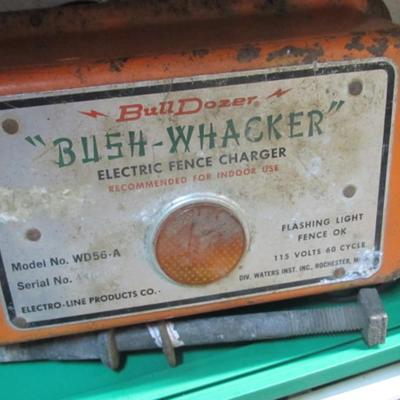 BullDozer
"BUSH-WHACKER"
ELECTRIC FENCE CHARGER
RECOMMENDED FOR INDOOR USE
FLASHING LIGHT
FENCE OK
Model No. WD56-A
115 VOLTS 60 CYCLE
Serial No.
DIV. WATERS INST. INC, ROCHESTER,
ELECTRO-LINE PRODUCTS CO.